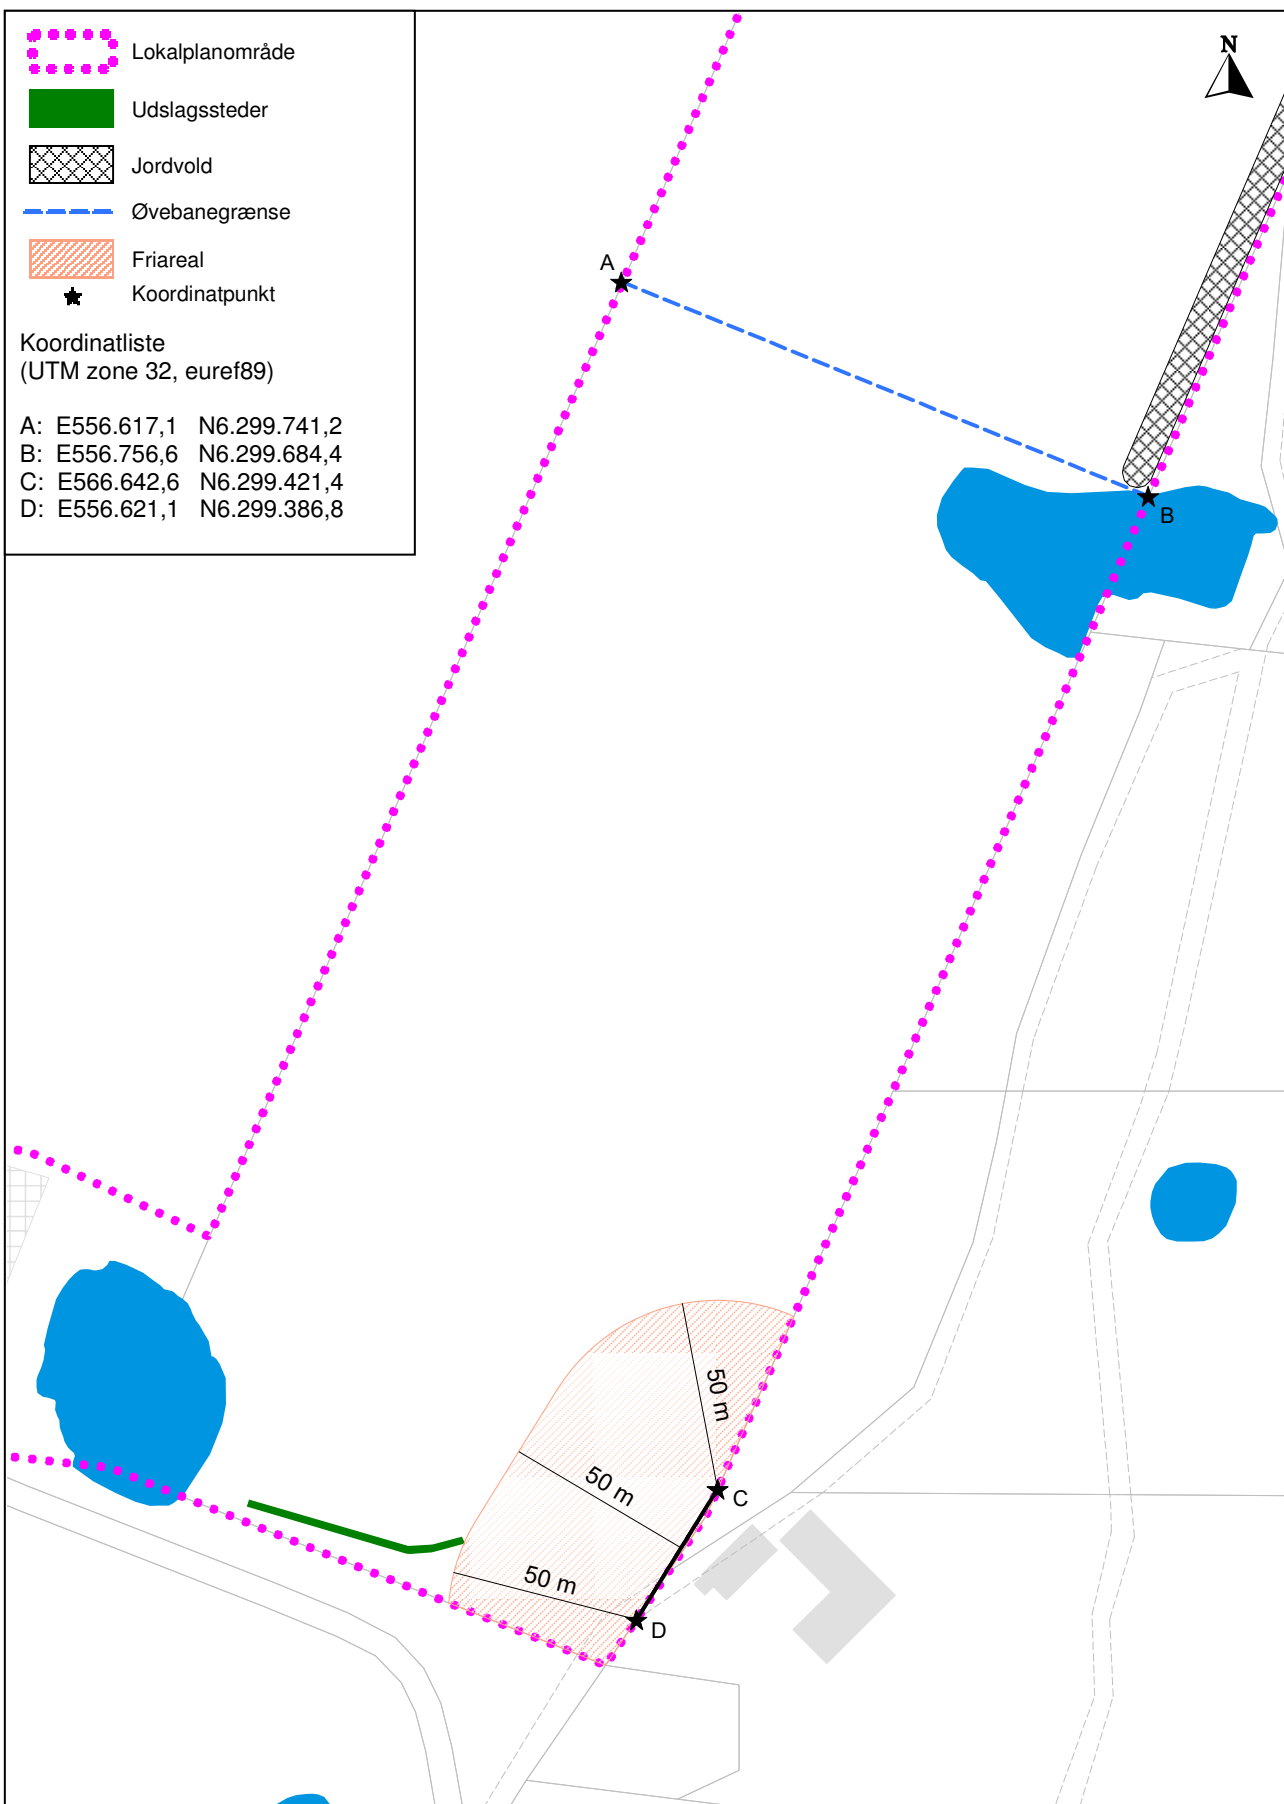 Lokalplanområde
Udslagssteder
Jordvold
Øvebanegrænse
Friareal
Koordinatpunkt
Koordinatliste
(UTM zone 32, euref89)
A: E556.617,1 N6.299.741,2
B: E556.756,6 N6.299.684,4
C: E566.642,6 N6.299.421,4
D: E556.621,1 N6.299.386,8
N
A
B
50 m
50 m
C
50 m
D